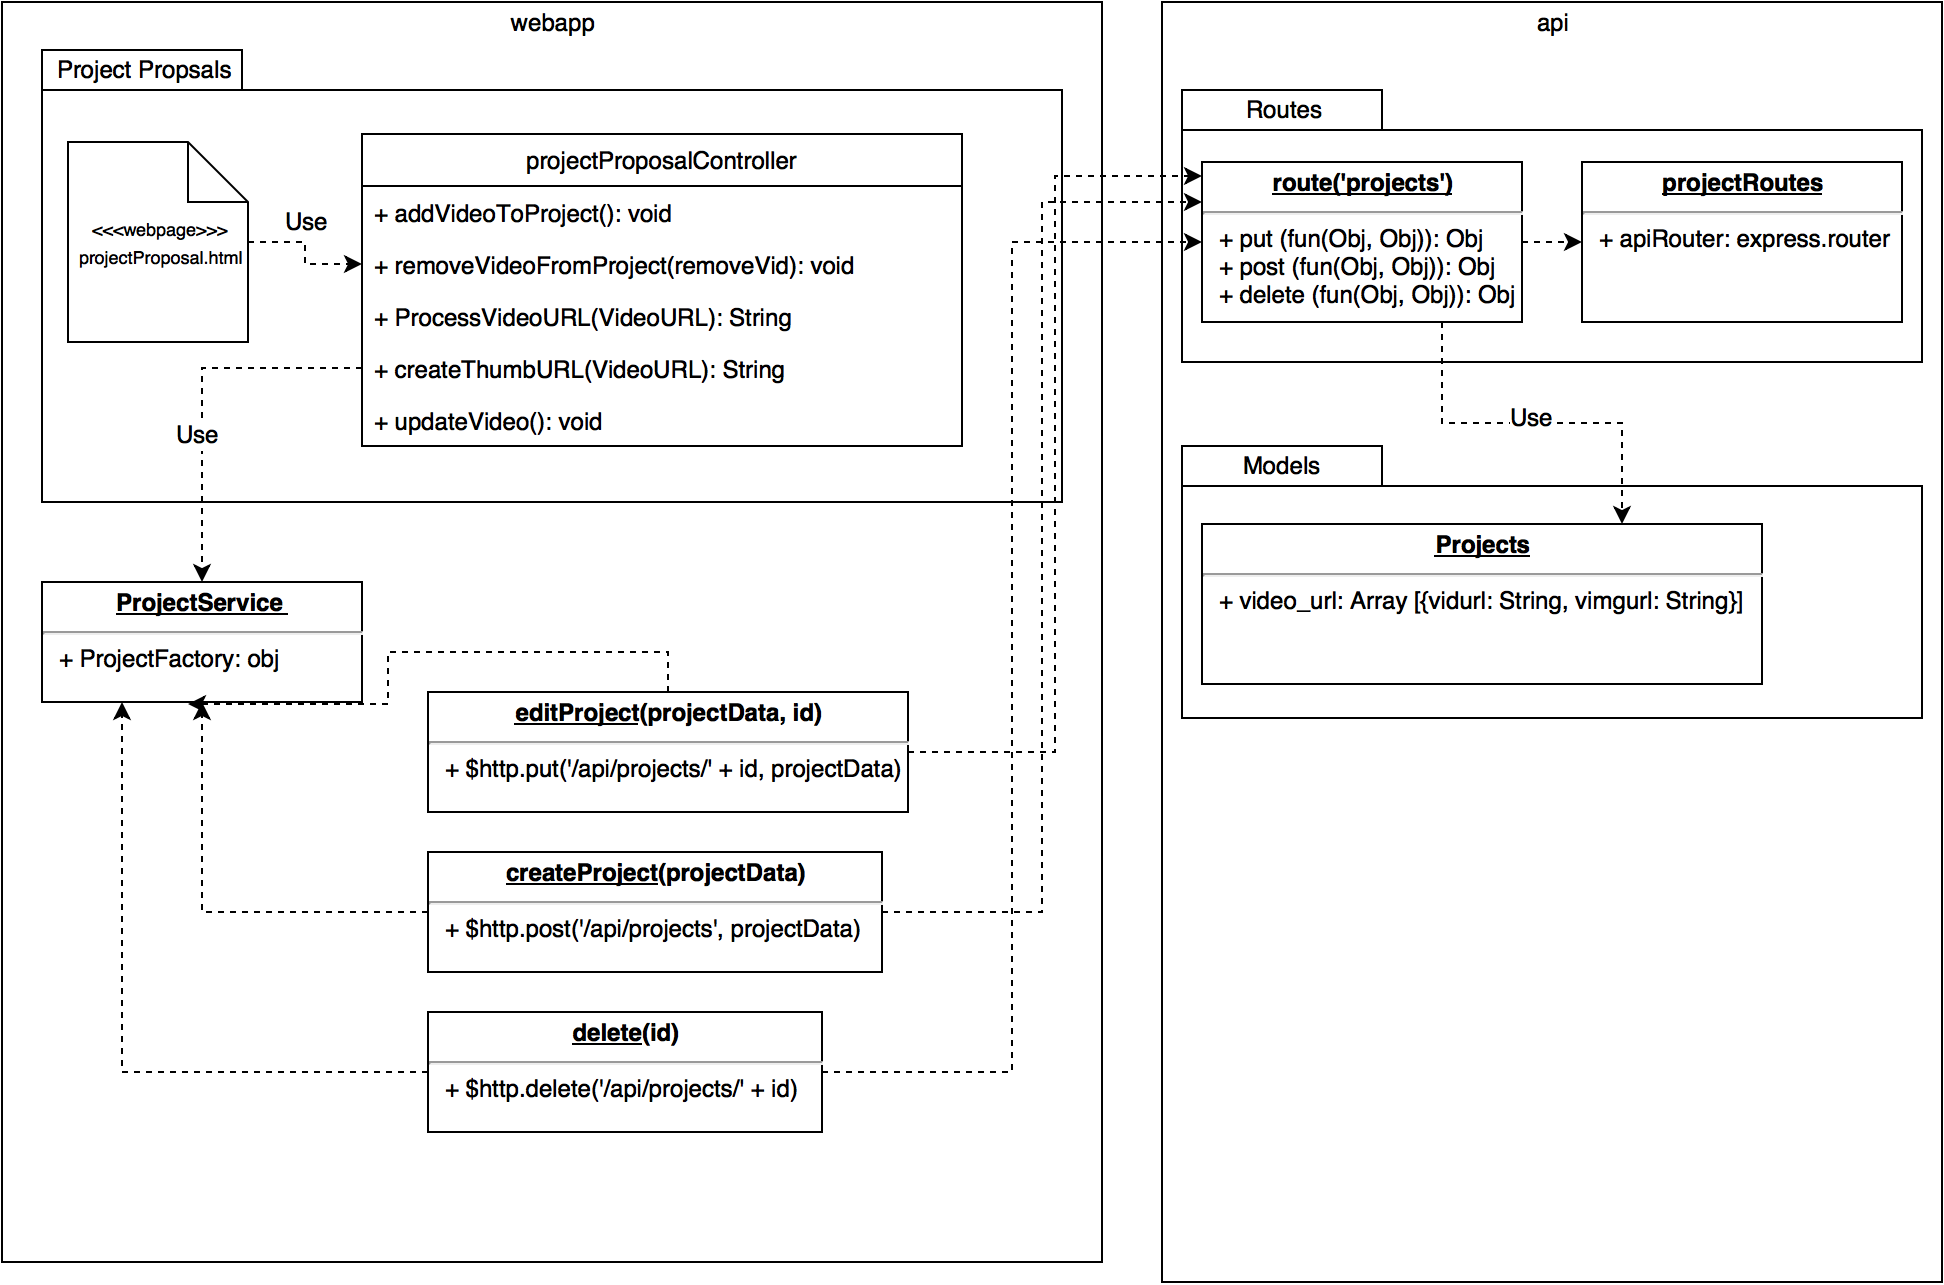 webapp
Project Propsals
<<<webpage>>>
projectProposal.html
Use
projectProposalController
+ addVideoToProject(): void
+ removeVideoFromProject(removeVid): void
+ ProcessVideoURL(VideoURL): String
+ createThumbURL(VideoURL): String
+ updateVideo(): void
Use
ProjectService
+ ProjectFactory: obj
editProject(projectData, id)
+ $http.put('/api/projects/' + id, projectData)
createProject(projectData)
+ $http.post('/api/projects', projectData)
delete(id)
+ $http.delete('/api/projects/' + id)
api
Routes
route('projects')
+ put (fun(Obj, Obj)): Obj
+ post (fun(Obj, Obj)): Obj
+ delete (fun(Obj, Obj)): Obj
projectRoutes
+ apiRouter: express.router
Use
Models
Projects
+ video_url: Array [{vidurl: String, vimgurl: String}]